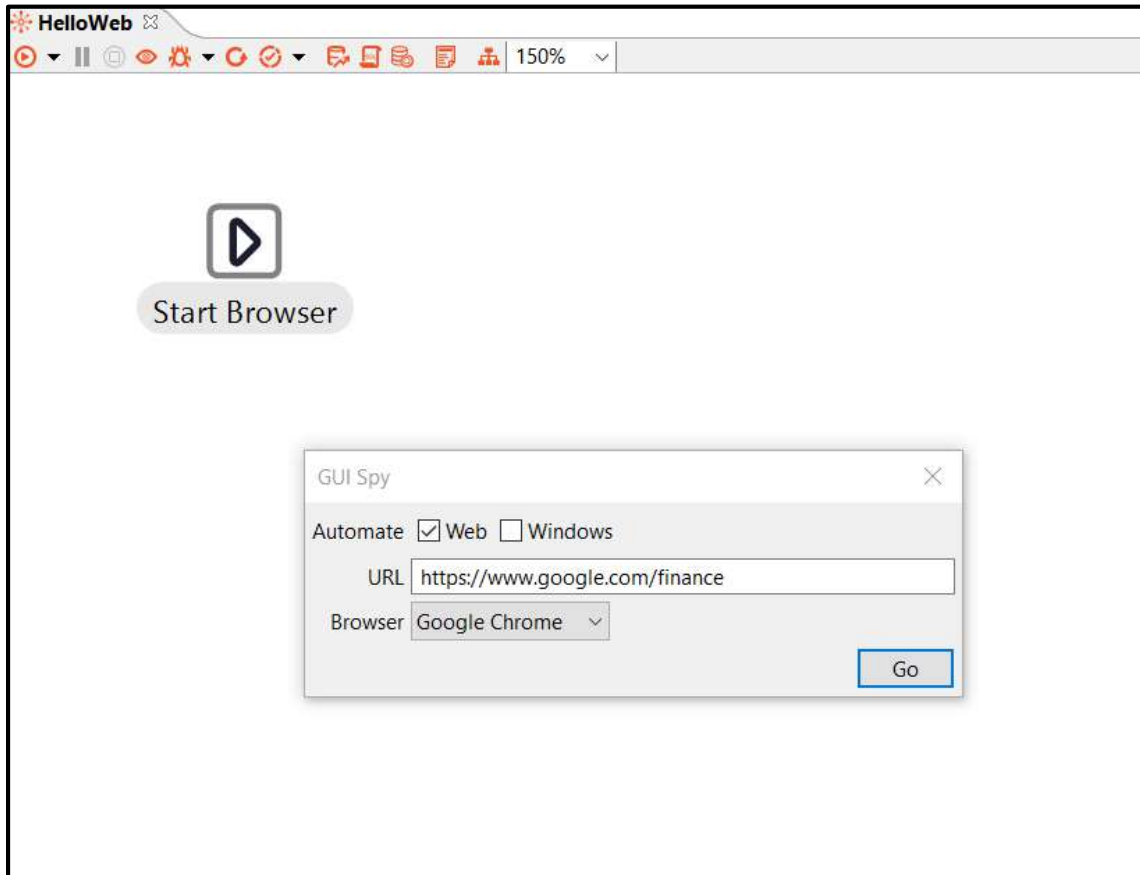 HelloWeb
150%
Start Browser
GUI Spy
Automate Web Windows
URL https://www.google.com/finance
Browser Google Chrome
Go